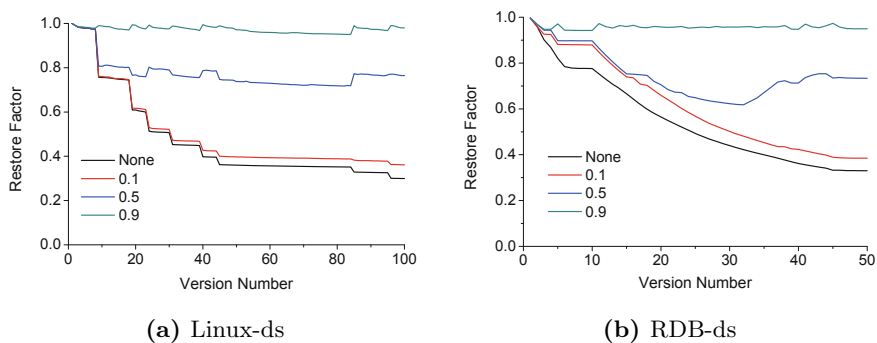 1.0
0.8
0.6
0.4
0.2
0.0
Restore Factor
None
0.1
0.5
0.9
0 20 40 60 80 100
Version Number
(a) Linux-ds
1.0
0.8
0.6
0.4
0.2
0.0
Restore Factor
None
0.1
0.5
0.9
0 10 20 30 40 50
Version Number
(b) RDB-ds